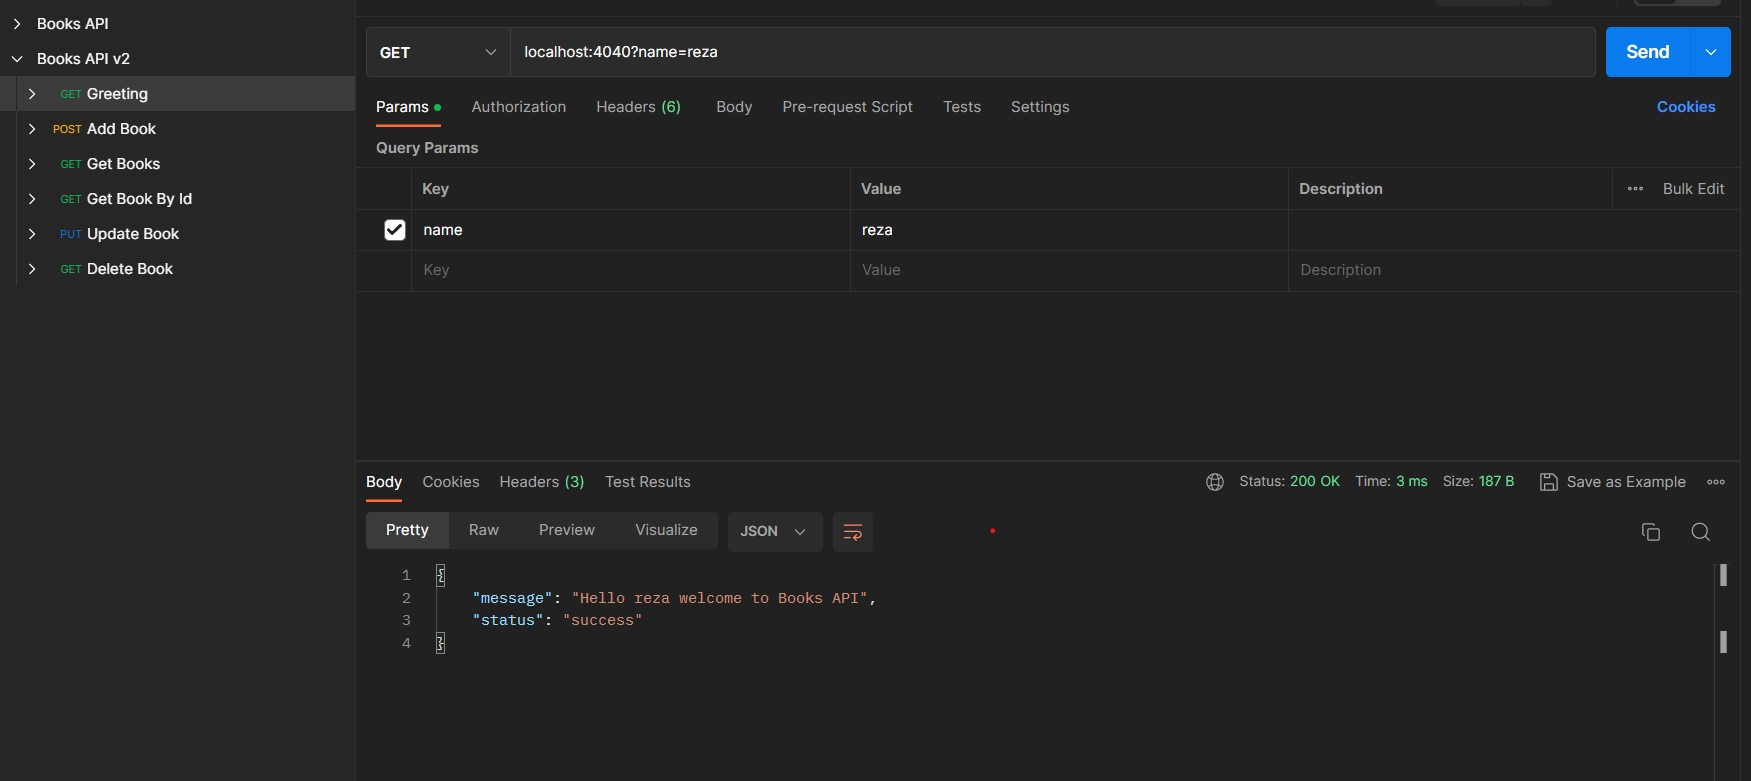 Books API
Books API v2
GET Greeting
POST Add Book
GET Get Books
GET Get Book By Id
PUT Update Book
GET Delete Book
GET localhost:4040?name=reza Send
Params Authorization Headers (6) Body Pre-request Script Tests Settings Cookies
Query Params
Key Value Description Bulk Edit
name reza
Key Value Description
Body Cookies Headers (3) Test Results Status: 200 OK Time: 3 ms Size: 187 B Save as Example
Pretty Raw Preview Visualize JSON
1 {
2 "message": "Hello reza welcome to Books API",
3 "status": "success"
4 }